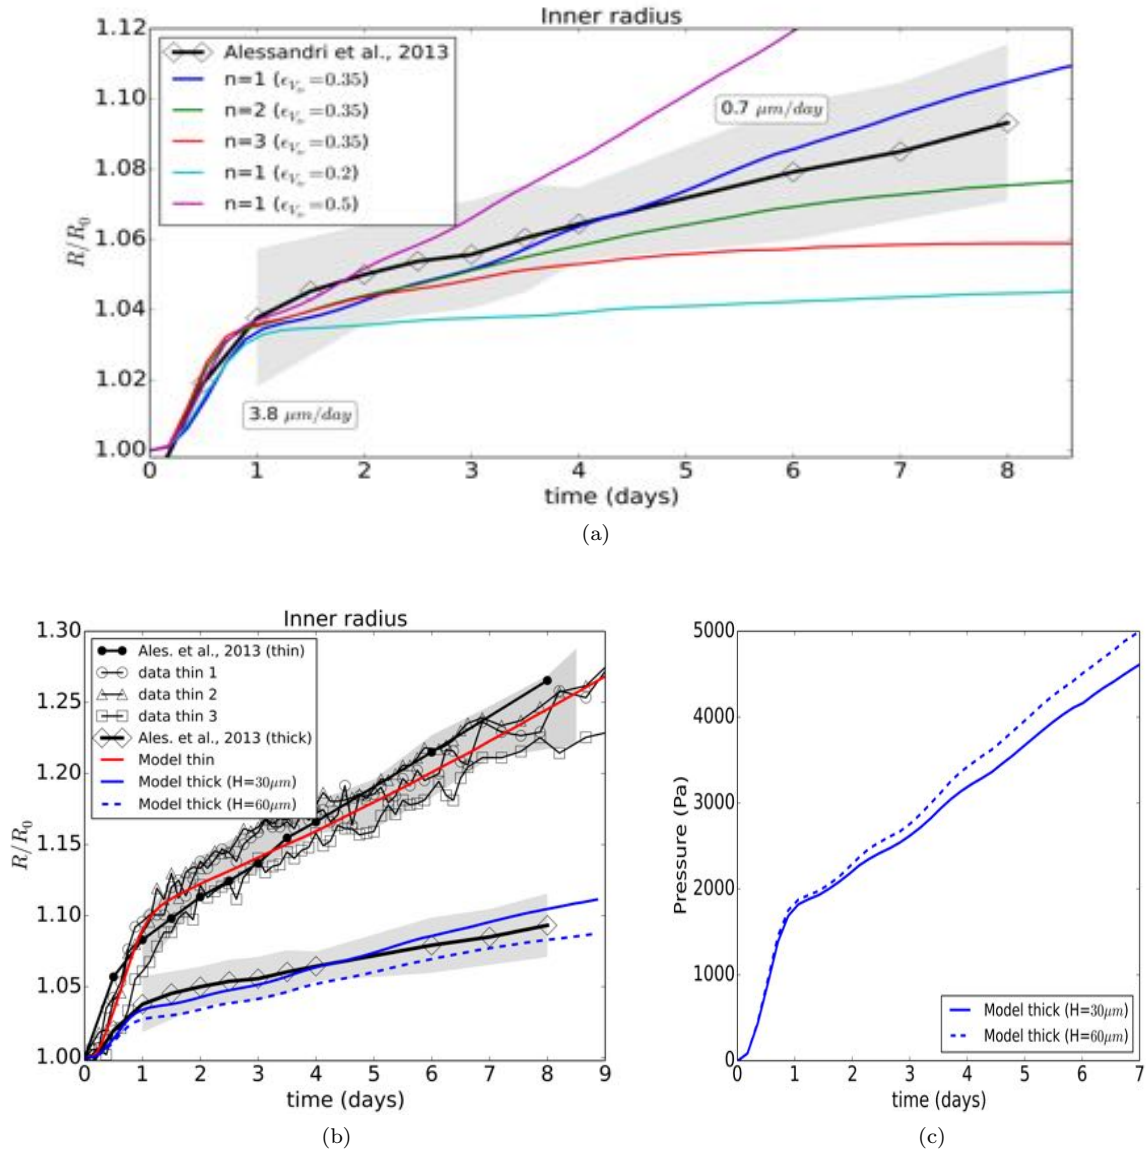 Inner radius
1.12
1.10
1.08
1.06
1.04
1.02
1.00
R/R₀
Alessandri et al., 2013
n=1 (ϵ_{V_w}=0.35)
n=2 (ϵ_{V_w}=0.35)
n=3 (ϵ_{V_w}=0.35)
n=1 (ϵ_{V_w}=0.2)
n=1 (ϵ_{V_w}=0.5)
0.7 μm/day
3.8 μm/day
0 1 2 3 4 5 6 7 8
time (days)
(a)
Inner radius
1.30
1.25
1.20
1.15
1.10
1.05
1.00
R/R₀
Ales. et al., 2013 (thin)
data thin 1
data thin 2
data thin 3
Ales. et al., 2013 (thick)
Model thin
Model thick (H=30μm)
Model thick (H=60μm)
0 1 2 3 4 5 6 7 8 9
time (days)
(b)
5000
4000
3000
2000
1000
0
Pressure (Pa)
Model thick (H=30μm)
Model thick (H=60μm)
0 1 2 3 4 5 6 7
time (days)
(c)